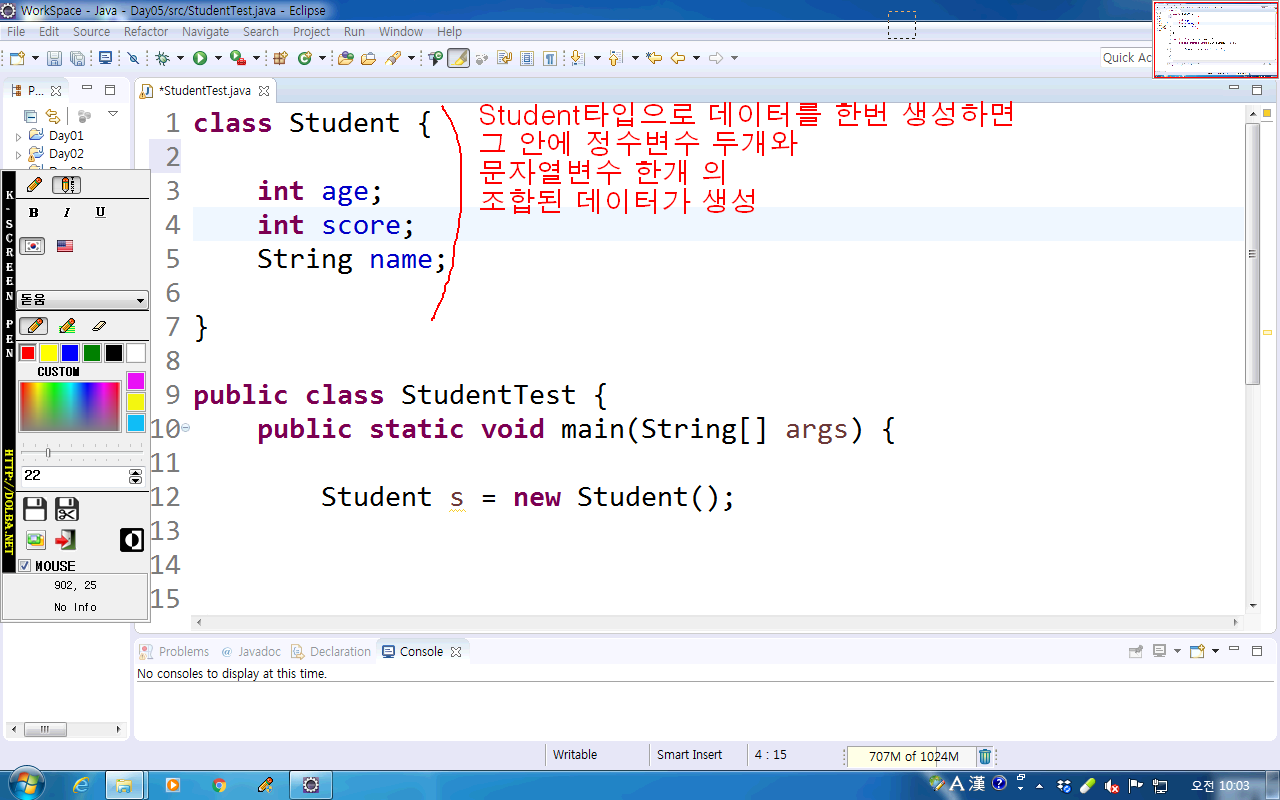 WorkSpace - Java - Day05/src/StudentTest.java - Eclipse
File Edit Source Refactor Navigate Search Project Run Window Help
Quick Ac
P...
*StudentTest.java
Day01
Day02
1 class Student {
2
3 int age;
4 int score;
5 String name;
6
7 }
8
9 public class StudentTest {
10 public static void main(String[] args) {
11
12 Student s = new Student();
13
14
15
Student타입으로 데이터를 한번 생성하면
그 안에 정수변수 두개와
문자열변수 한개 의
조합된 데이터가 생성
K-SCREEN PEN
HTTP://DOLBA.NET
B I U
돋움
CUSTOM
22
MOUSE
902, 25
No Info
Problems @ Javadoc Declaration Console
No consoles to display at this time.
Writable Smart Insert 4 : 15 707M of 1024M
A 漢 오전 10:03